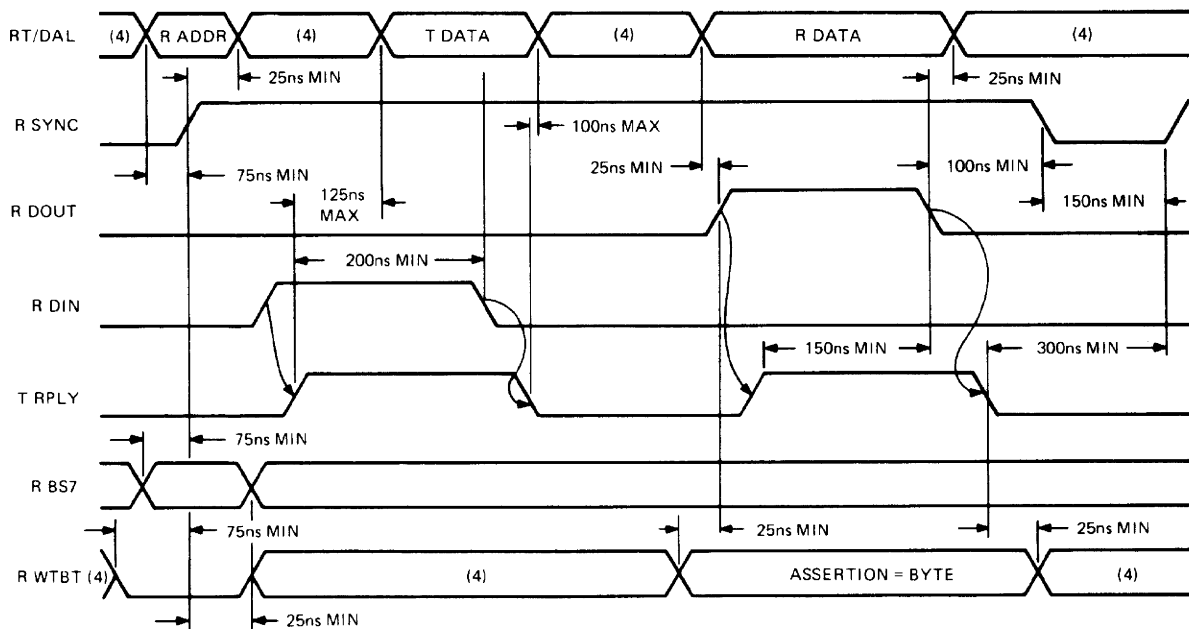 RT/DAL (4) R ADDR (4) T DATA (4) R DATA (4)
25ns MIN 25ns MIN
R SYNC 100ns MAX
75ns MIN 25ns MIN 100ns MIN
125ns
MAX
150ns MIN
R DOUT
200ns MIN
R DIN
150ns MIN 300ns MIN
T RPLY
75ns MIN
R BS7
75ns MIN 25ns MIN 25ns MIN
R WTBT (4) (4) ASSERTION = BYTE (4)
25ns MIN